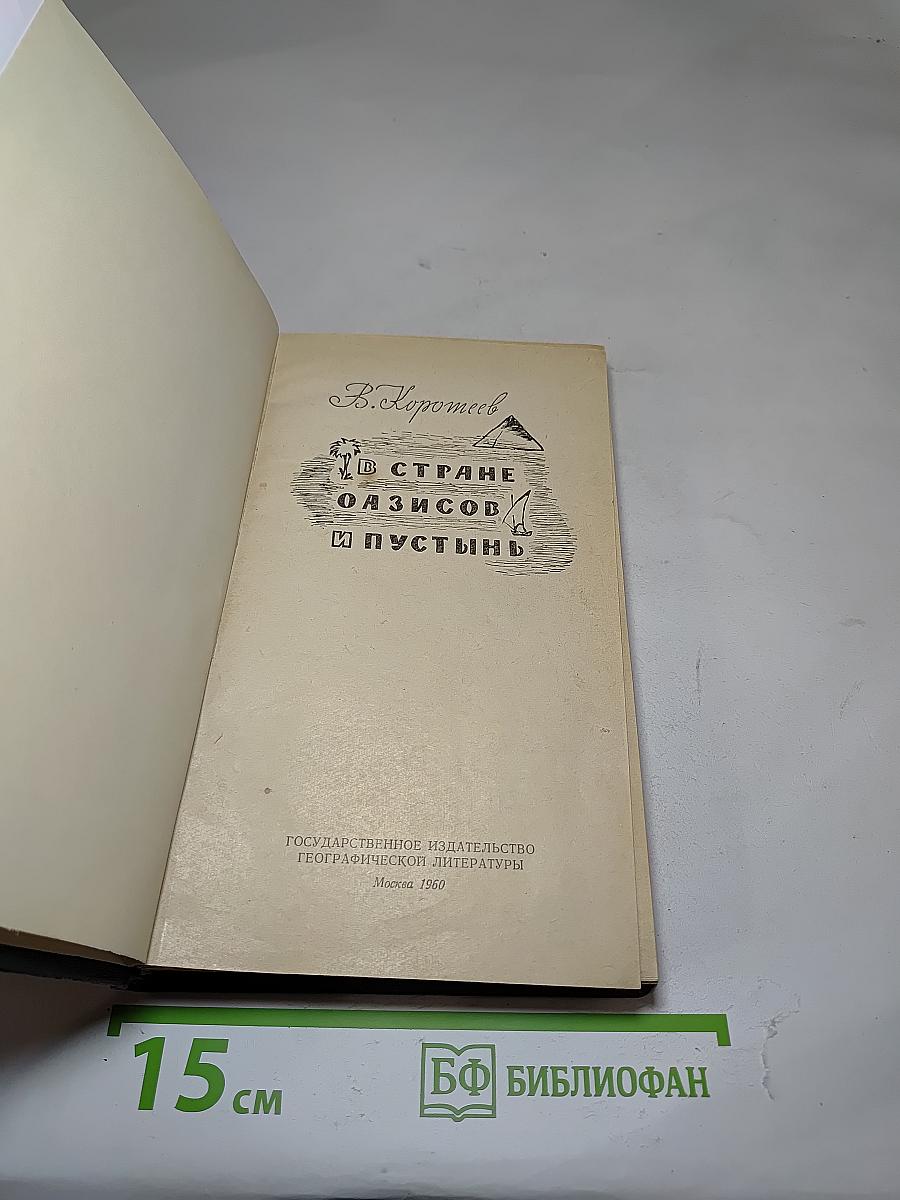 В. Коротеев
В СТРАНЕ
ОАЗИСОВ
И ПУСТЫНЬ
ГОСУДАРСТВЕННОЕ ИЗДАТЕЛЬСТВО
ГЕОГРАФИЧЕСКОЙ ЛИТЕРАТУРЫ
Москва 1960
15 см
БФ БИБЛИОФАН